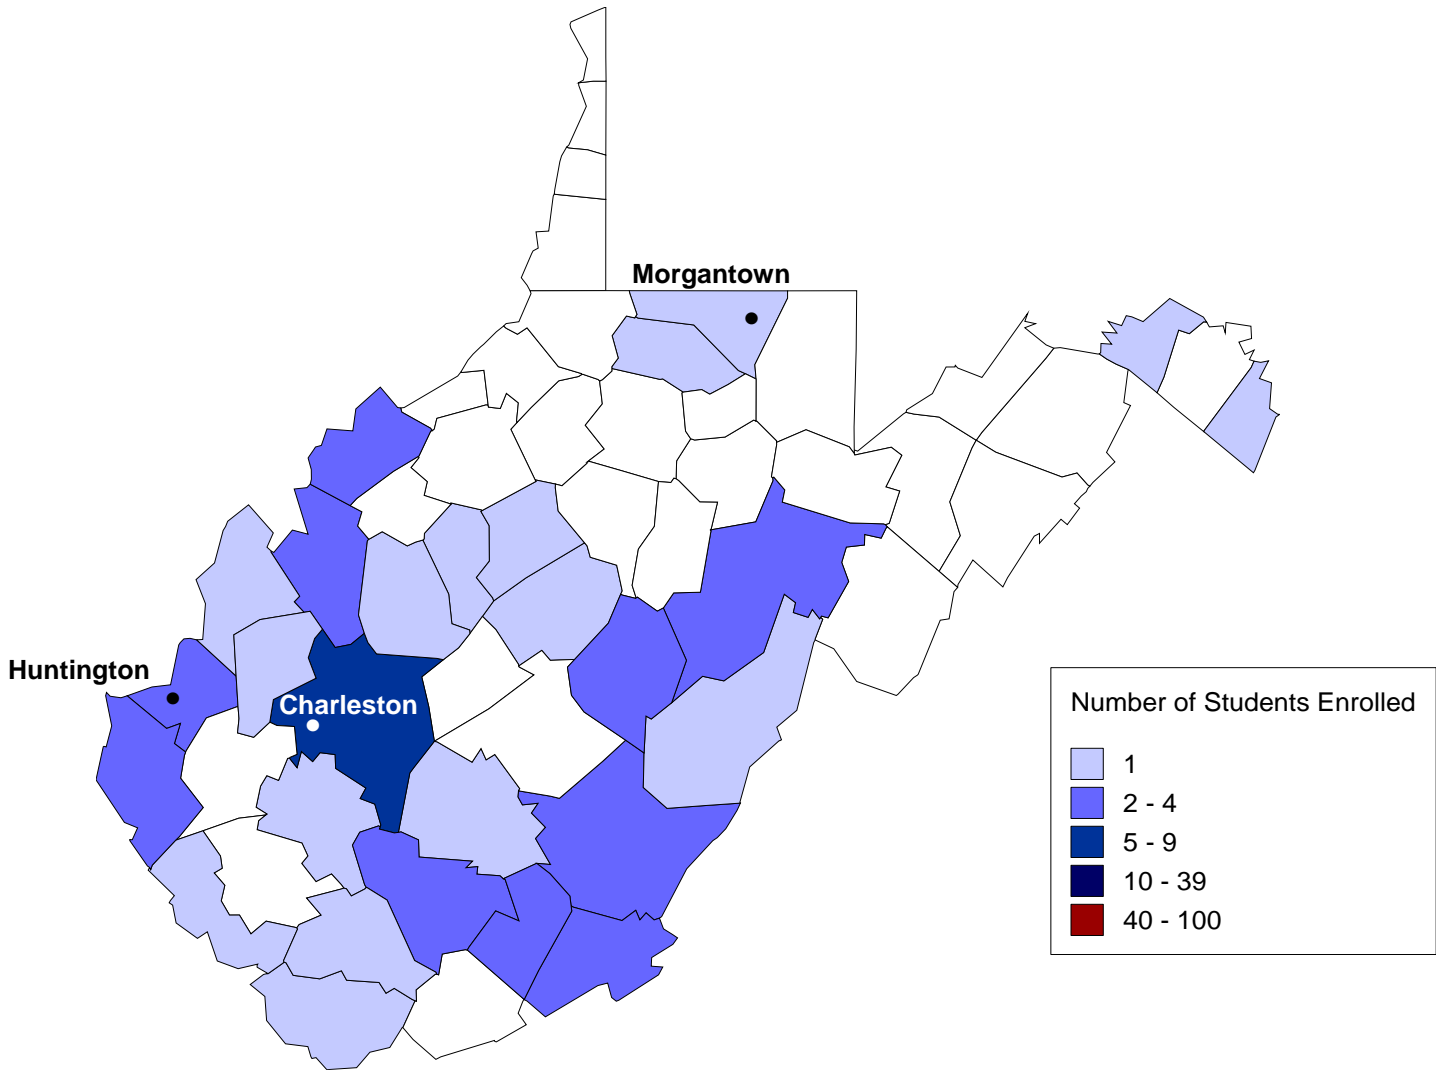 Morgantown
Huntington
Charleston
Number of Students Enrolled
1
2 - 4
5 - 9
10 - 39
40 - 100